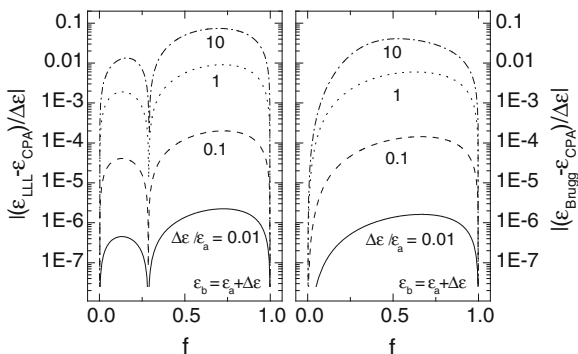 |(ε_LLL-ε_CPA)/Δε|
0.1
0.01
1E-3
1E-4
1E-5
1E-6
1E-7
10
1
0.1
Δε/ε_a = 0.01
ε_b = ε_a+Δε
0.0
0.5
1.0
f
10
1
0.1
Δε/ε_a = 0.01
ε_b = ε_a+Δε
0.0
0.5
1.0
f
0.1
0.01
1E-3
1E-4
1E-5
1E-6
1E-7
|(ε_Brugg-ε_CPA)/Δε|